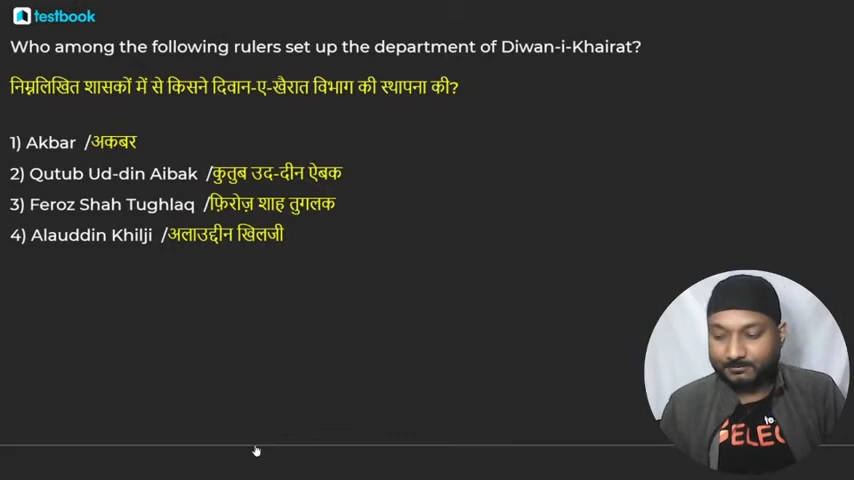 testbook
Who among the following rulers set up the department of Diwan-i-Khairat?
निम्नलिखित शासकों में से किसने दिवान-ए-खैरात विभाग की स्थापना की?
1) Akbar /अकबर
2) Qutub Ud-din Aibak /कुतुब उद-दीन ऐबक
3) Feroz Shah Tughlaq /फ़िरोज़ शाह तुगलक
4) Alauddin Khilji /अलाउद्दीन खिलजी
te
SELEC